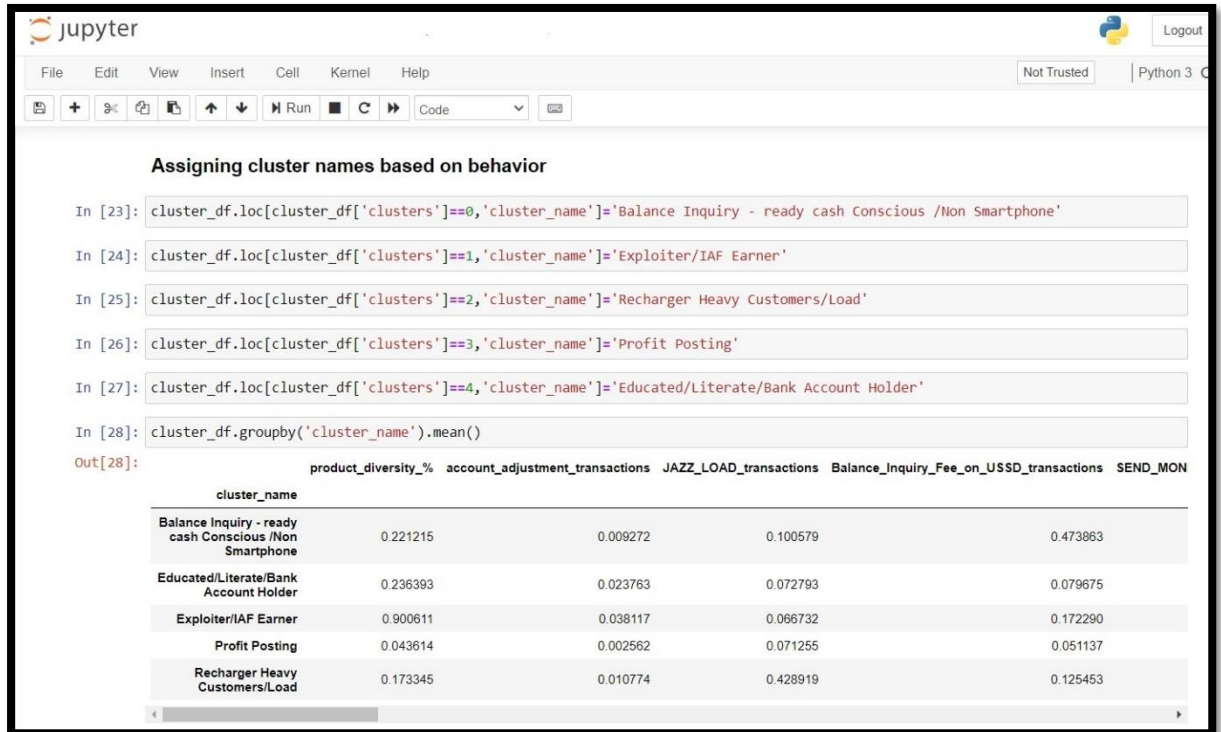 jupyter
Logout
File Edit View Insert Cell Kernel Help Not Trusted Python 3
Run Code
Assigning cluster names based on behavior
In [23]: cluster_df.loc[cluster_df['clusters']==0,'cluster_name']='Balance Inquiry - ready cash Conscious /Non Smartphone'
In [24]: cluster_df.loc[cluster_df['clusters']==1,'cluster_name']='Exploiter/IAF Earner'
In [25]: cluster_df.loc[cluster_df['clusters']==2,'cluster_name']='Recharger Heavy Customers/Load'
In [26]: cluster_df.loc[cluster_df['clusters']==3,'cluster_name']='Profit Posting'
In [27]: cluster_df.loc[cluster_df['clusters']==4,'cluster_name']='Educated/Literate/Bank Account Holder'
In [28]: cluster_df.groupby('cluster_name').mean()
Out[28]:
product_diversity_% account_adjustment_transactions JAZZ_LOAD_transactions Balance_Inquiry_Fee_on_USSD_transactions SEND_MON
cluster_name
Balance Inquiry - ready
cash Conscious /Non 0.221215 0.009272 0.100579 0.473863
Smartphone
Educated/Literate/Bank
Account Holder 0.236393 0.023763 0.072793 0.079675
Exploiter/IAF Earner 0.900611 0.038117 0.066732 0.172290
Profit Posting 0.043614 0.002562 0.071255 0.051137
Recharger Heavy
Customers/Load 0.173345 0.010774 0.428919 0.125453